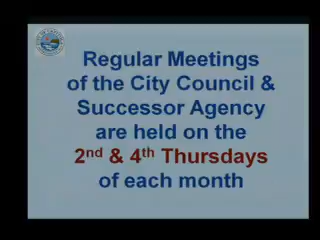 Regular Meetings
of the City Council &
Successor Agency
are held on the
2nd & 4th Thursdays
of each month